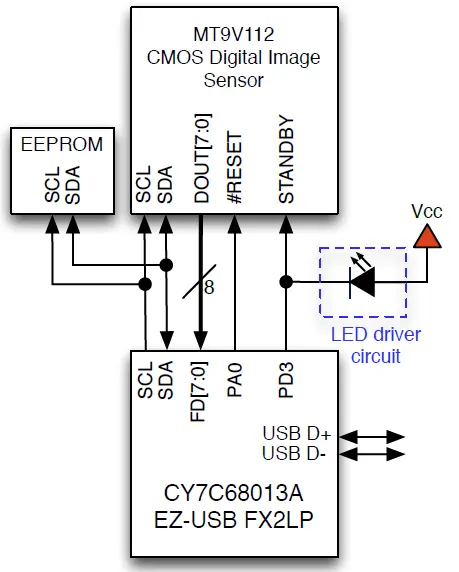 MT9V112
CMOS Digital Image
Sensor
EEPROM
SCL
SDA
SCL
SDA
DOUT[7:0]
#RESET
STANDBY
Vcc
8
LED driver
circuit
SCL
SDA
FD[7:0]
PA0
PD3
USB D+
USB D-
CY7C68013A
EZ-USB FX2LP